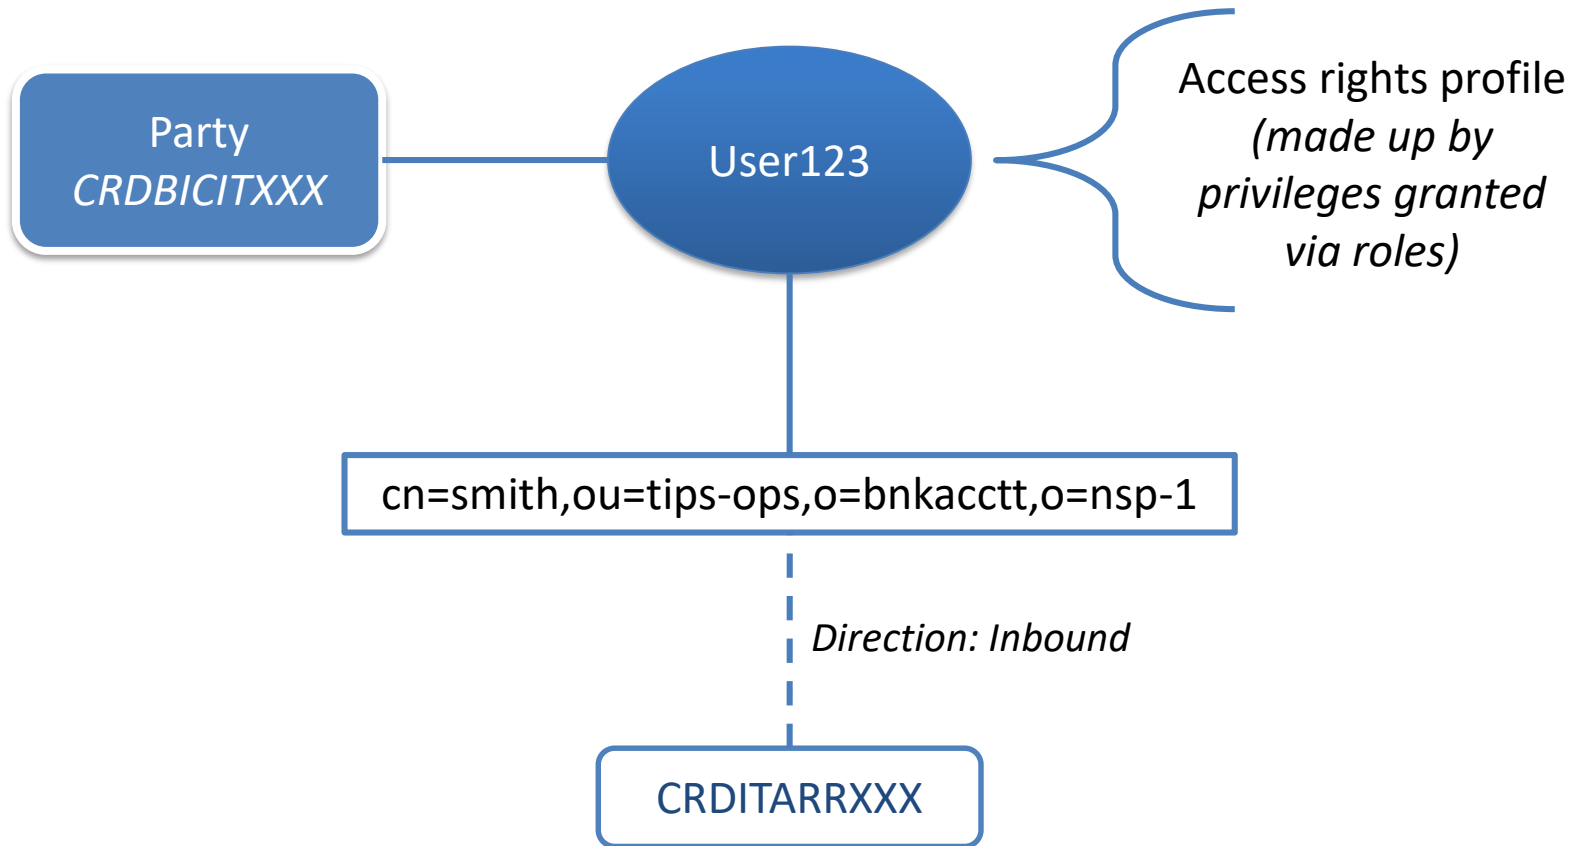 Party
CRDBICITXXX
User123
Access rights profile
(made up by
privileges granted
via roles)
cn=smith,ou=tips-ops,o=bnkacctt,o=nsp-1
Direction: Inbound
CRDITARRXXX